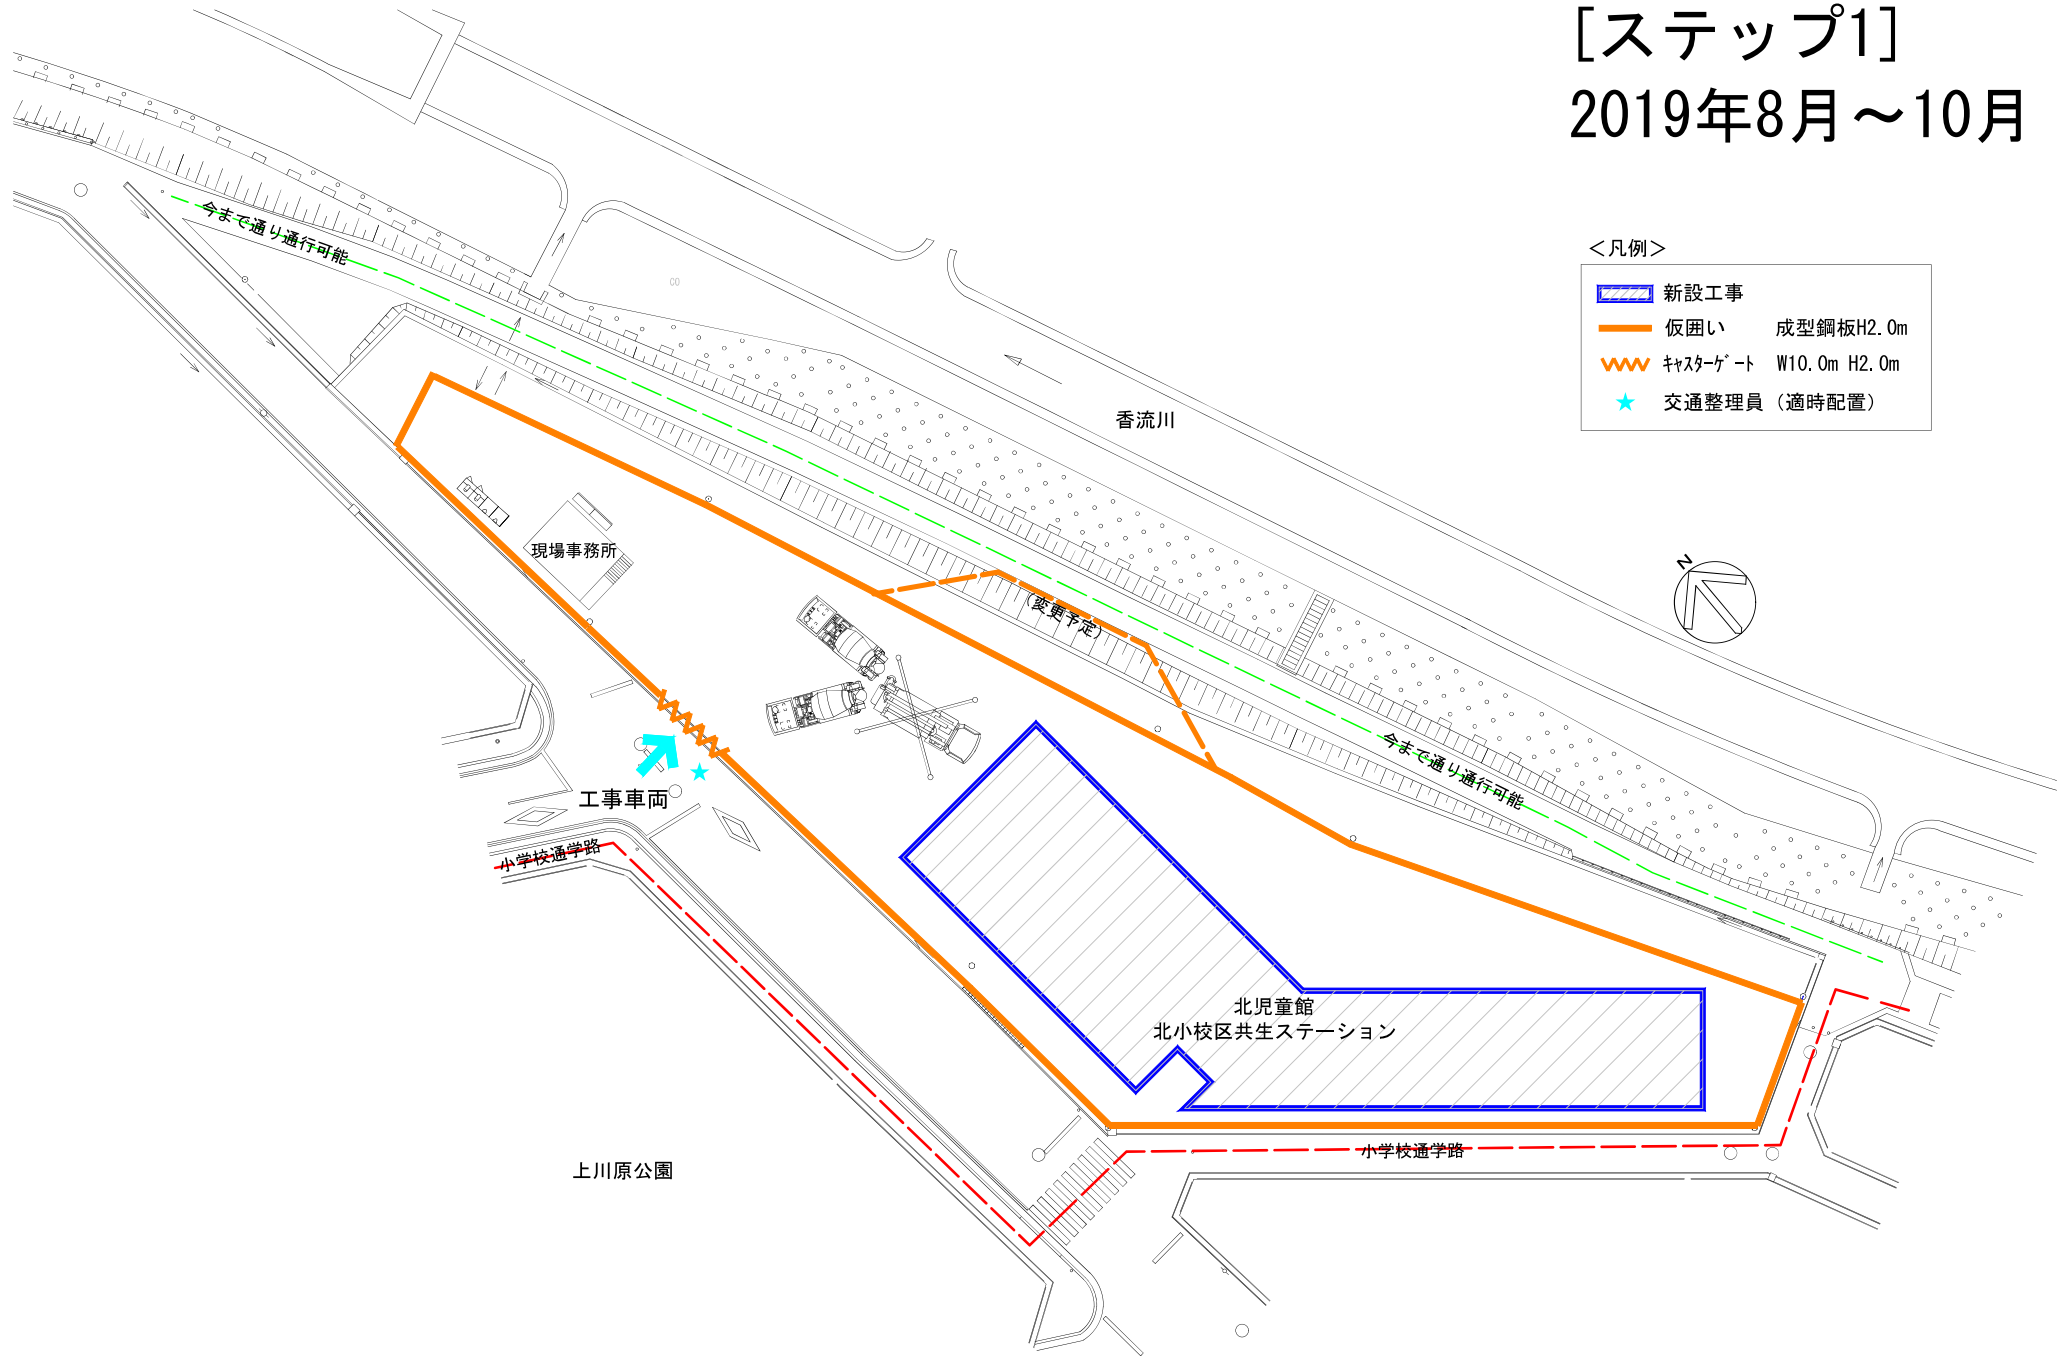 [ステップ1]
2019年8月～10月
＜凡例＞
新設工事
仮囲い 成型鋼板H2.0m
ｷｬｽﾀｰｹﾞｰﾄ W10.0m H2.0m
交通整理員（適時配置）
今まで通り通行可能
CO
香流川
現場事務所
N
（変更予定）
今まで通り通行可能
工事車両
小学校通学路
北児童館
北小校区共生ステーション
小学校通学路
上川原公園